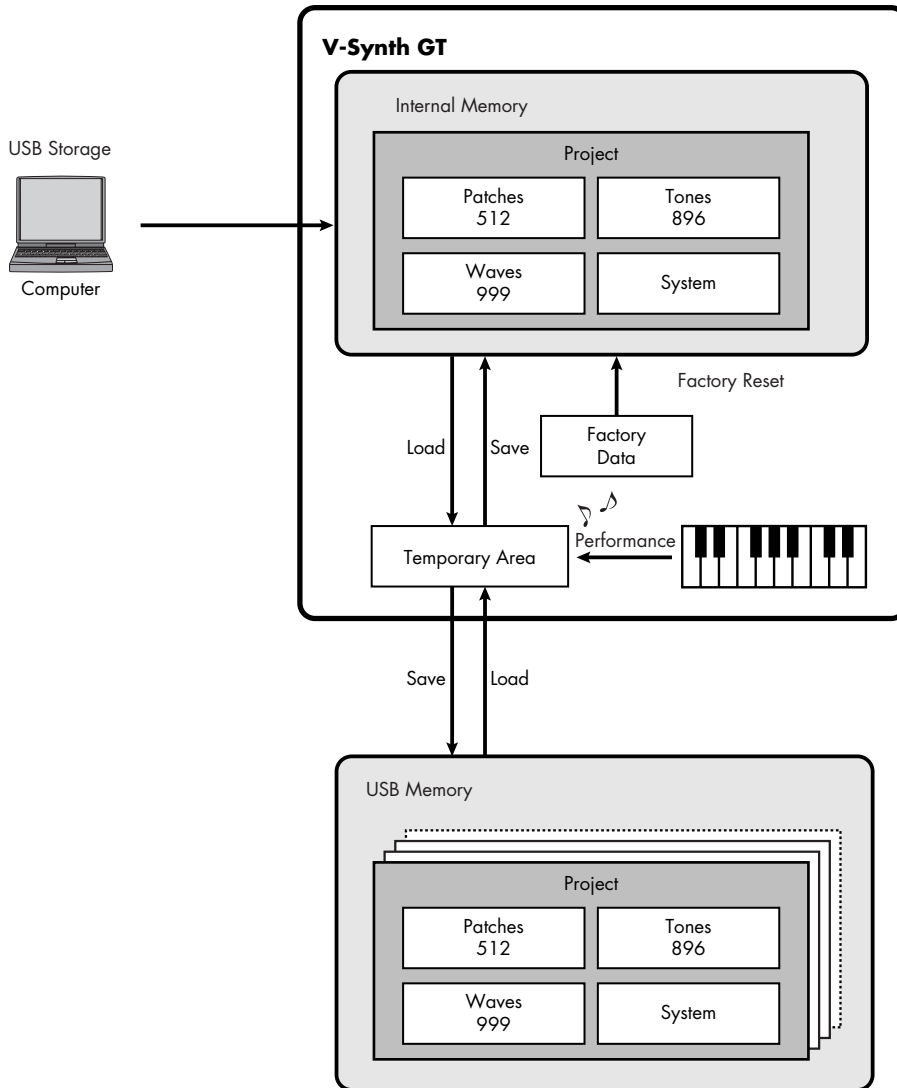 V-Synth GT
Internal Memory
USB Storage
Project
Patches
512
Tones
896
Computer
Waves
999
System
Factory Reset
Load
Save
Factory
Data
Performance
Temporary Area
Save
Load
USB Memory
Project
Patches
512
Tones
896
Waves
999
System